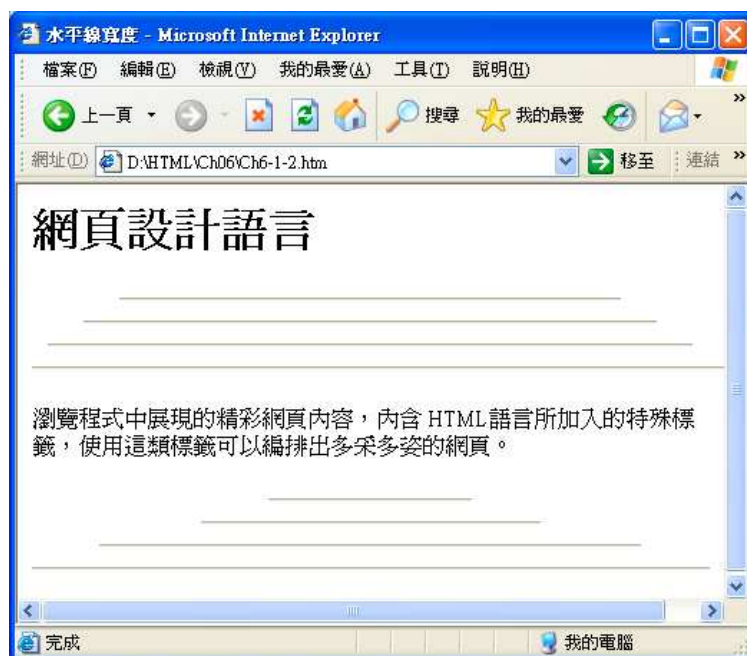 水平線寬度 - Microsoft Internet Explorer
檔案(F) 編輯(E) 檢視(V) 我的最愛(A) 工具(T) 說明(H)
上一頁 搜尋 我的最愛 »
網址(D) D:\HTML\Ch06\Ch6-1-2.htm 移至 連結 »
網頁設計語言
瀏覽程式中展現的精彩網頁內容，內含 HTML 語言所加入的特殊標
籤，使用這類標籤可以編排出多采多姿的網頁。
完成 我的電腦